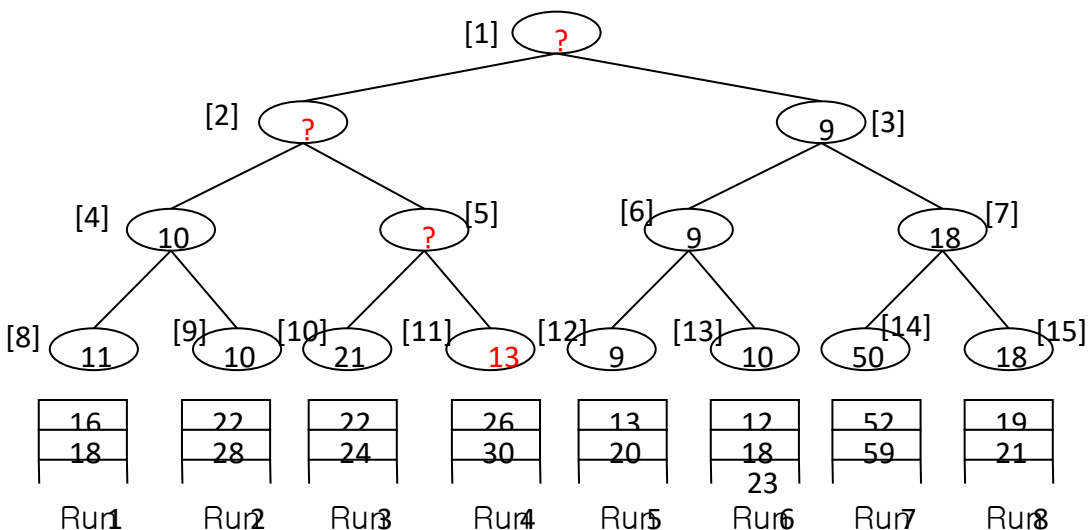 [1] ?
[2] ? 9 [3]
[4] 10 ? [5] [6] 9 18 [7]
[8] 11 [9] 10 [10] 21 [11] 13 [12] 9 [13] 10 50 [14] 18 [15]
16 22 22 26 13 12 52 19
18 28 24 30 20 18 59 21
23
Run1 Run2 Run3 Run4 Run5 Run6 Run7 Run8